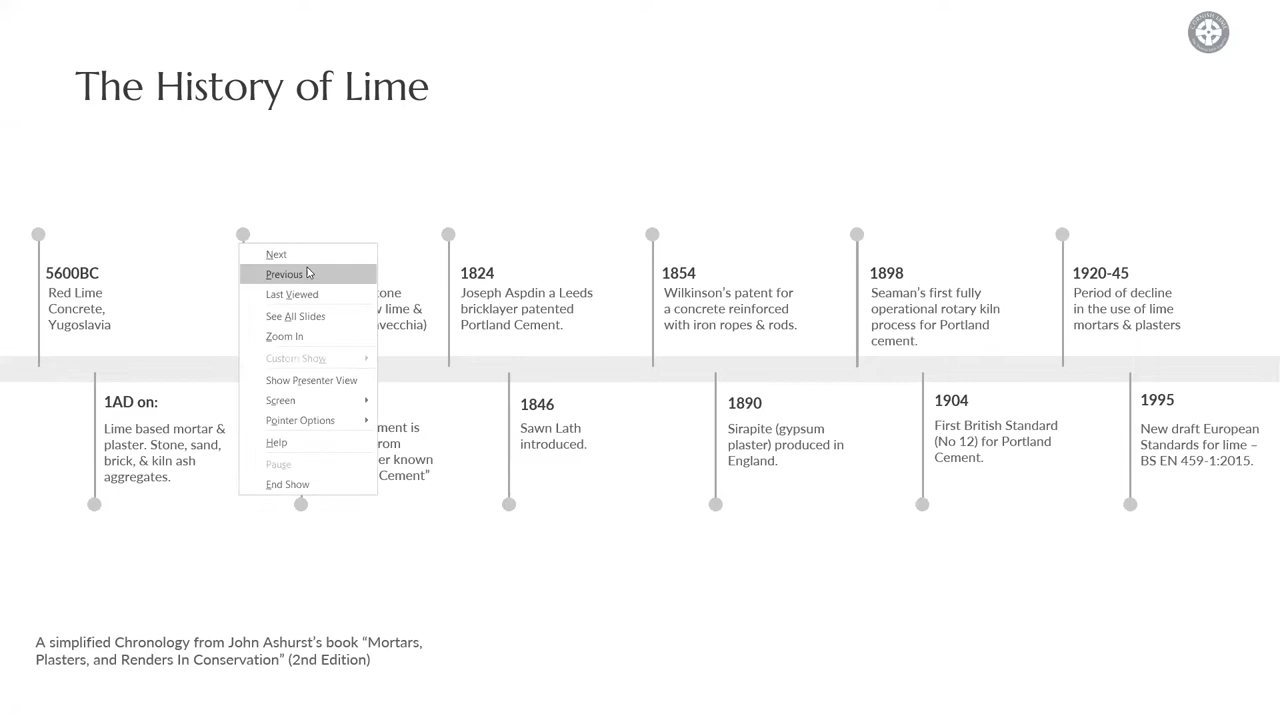 The History of Lime
5600BC
Red Lime
Concrete,
Yugoslavia
Next
Previous
Last Viewed
See All Slides
Zoom In
Custom Show
Show Presenter View
Screen
Pointer Options
Help
Pause
End Show
lime &
1824
Joseph Aspdin a Leeds
bricklayer patented
Portland Cement.
1854
Wilkinson's patent for
a concrete reinforced
with iron ropes & rods.
1898
Seaman's first fully
operational rotary kiln
process for Portland
cement.
1920-45
Period of decline
in the use of lime
mortars & plasters
1AD on:
Lime based mortar &
plaster. Stone, sand,
brick, & kiln ash
aggregates.
is
known
Cement”
1846
Sawn Lath
introduced.
1890
Sirapite (gypsum
plaster) produced in
England.
1904
First British Standard
(No 12) for Portland
Cement.
1995
New draft European
Standards for lime –
BS EN 459-1:2015.
A simplified Chronology from John Ashurst's book “Mortars,
Plasters, and Renders In Conservation” (2nd Edition)